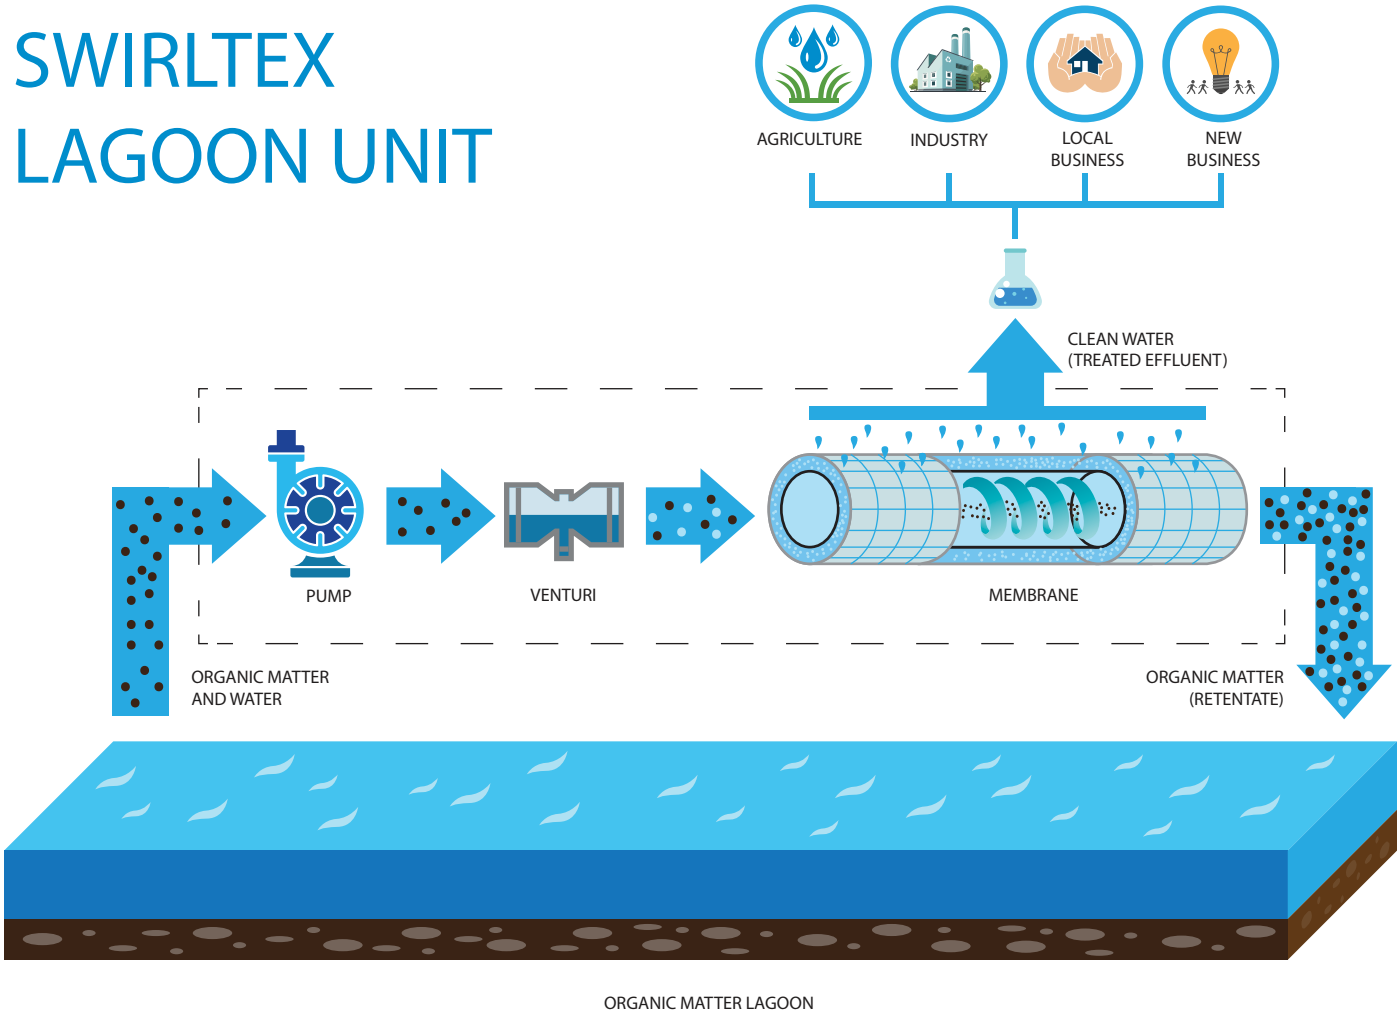 SWIRLTEX
LAGOON UNIT
AGRICULTURE
INDUSTRY
LOCAL
BUSINESS
NEW
BUSINESS
CLEAN WATER
(TREATED EFFLUENT)
PUMP
VENTURI
MEMBRANE
ORGANIC MATTER
AND WATER
ORGANIC MATTER
(RETENTATE)
ORGANIC MATTER LAGOON